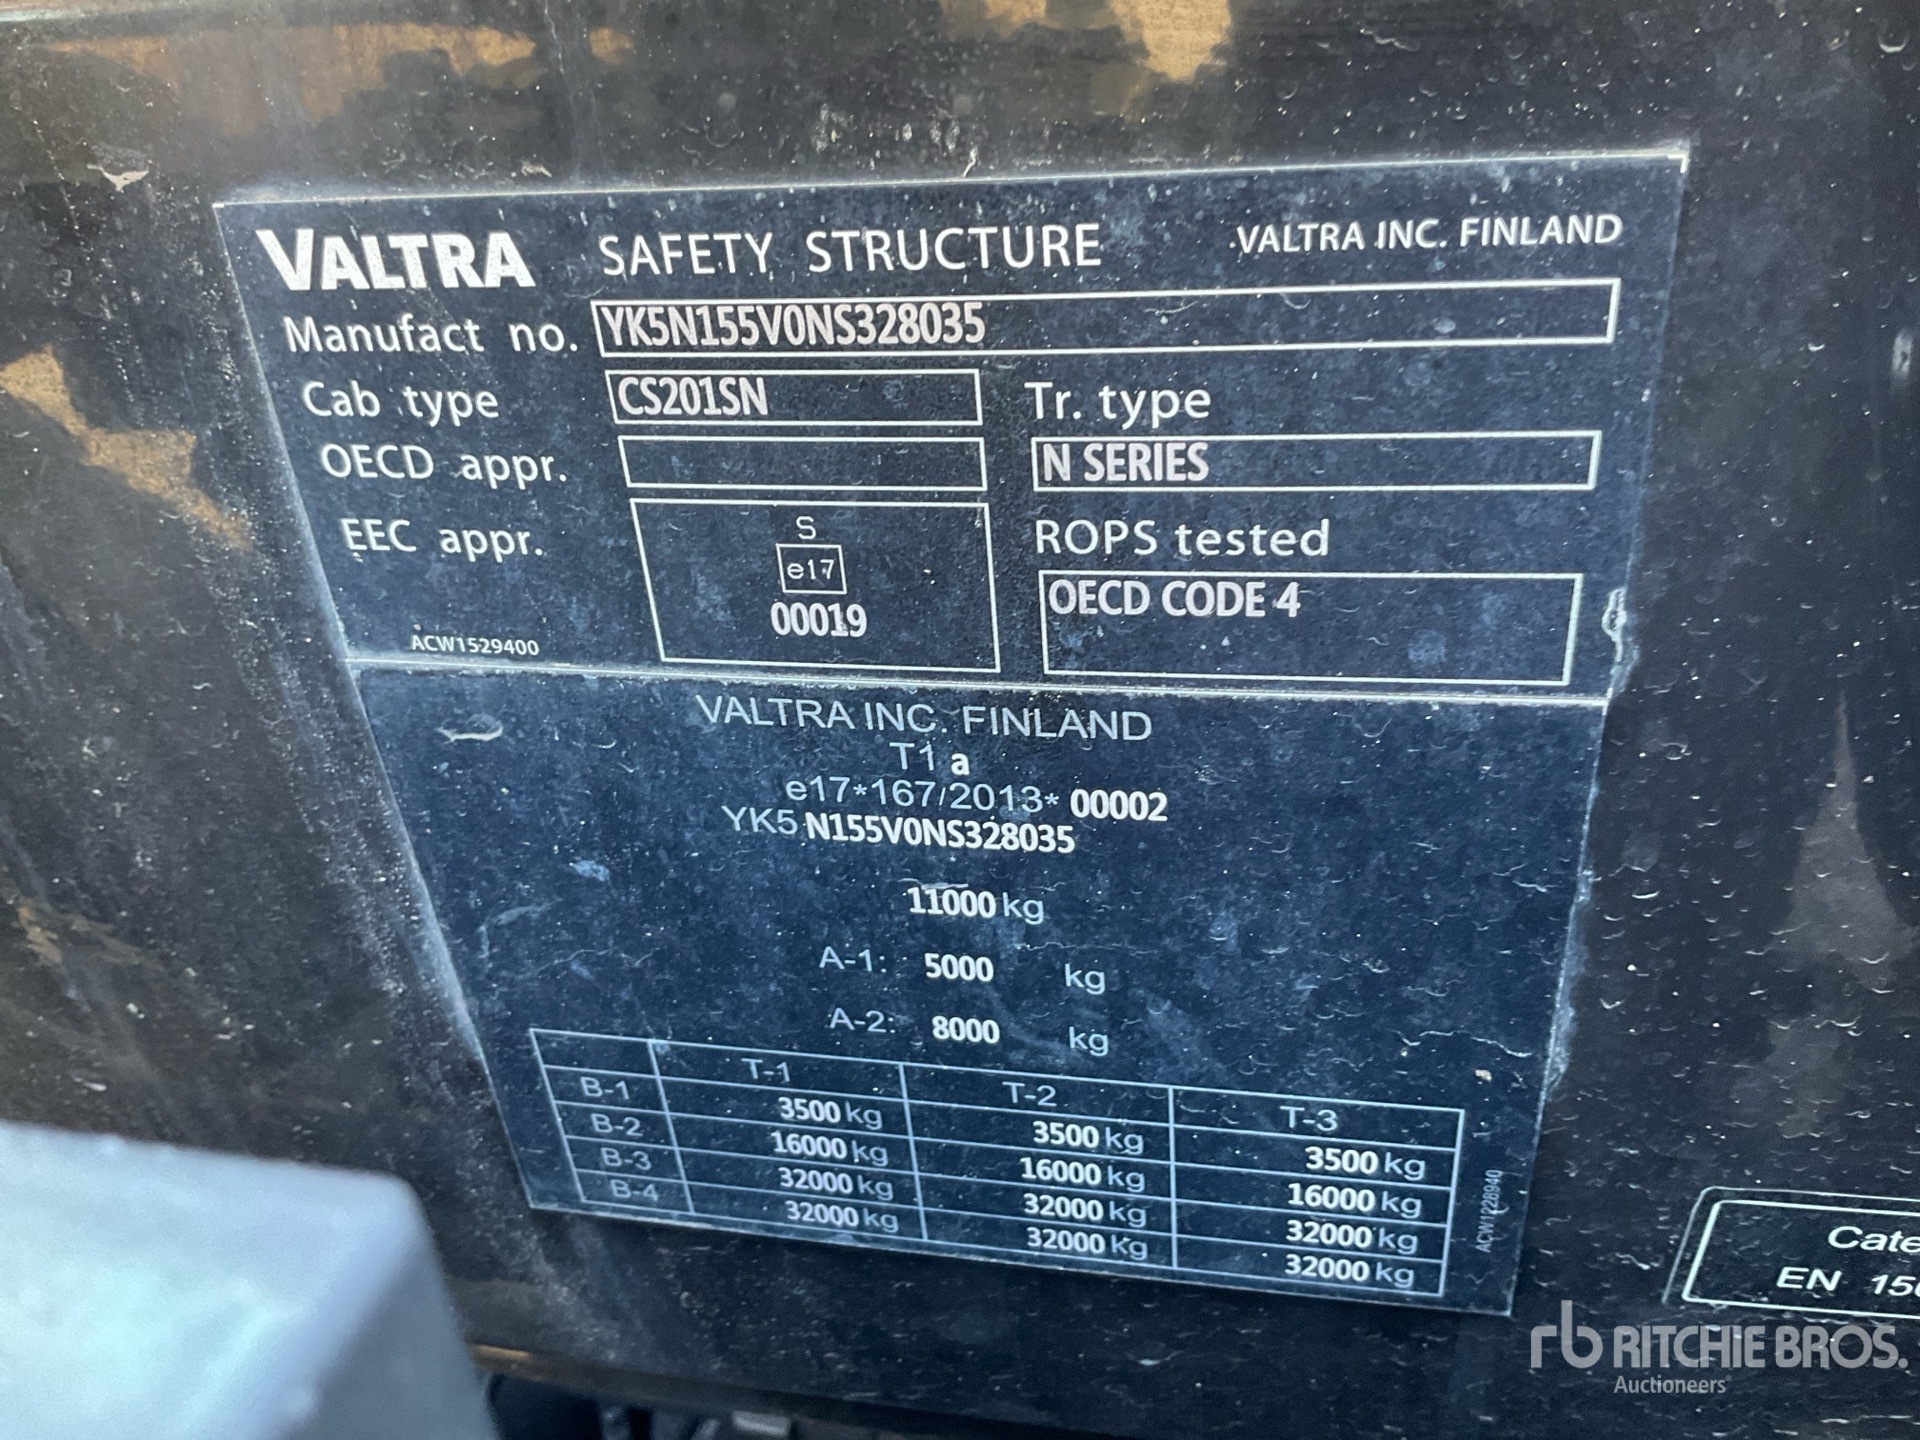 VALTRA SAFETY STRUCTURE VALTRA INC. FINLAND
Manufact no. YK5N155V0NS328035
Cab type CS201SN Tr. type
OECD appr. N SERIES
EEC appr. S ROPS tested
e17 OECD CODE 4
00019
ACW1529400
VALTRA INC. FINLAND
T1 a
e17*167/2013* 00002
YK5 N155V0NS328035
11000 kg
A-1: 5000 kg
A-2: 8000 kg
T-1 T-2 T-3
B-1 3500 kg 3500 kg 3500 kg
B-2 16000 kg 16000 kg 16000 kg
B-3 32000 kg 32000 kg 32000 kg
B-4 32000 kg 32000 kg 32000 kg
ACW1228940
EN
rb RITCHIE BROS.
Auctioneers